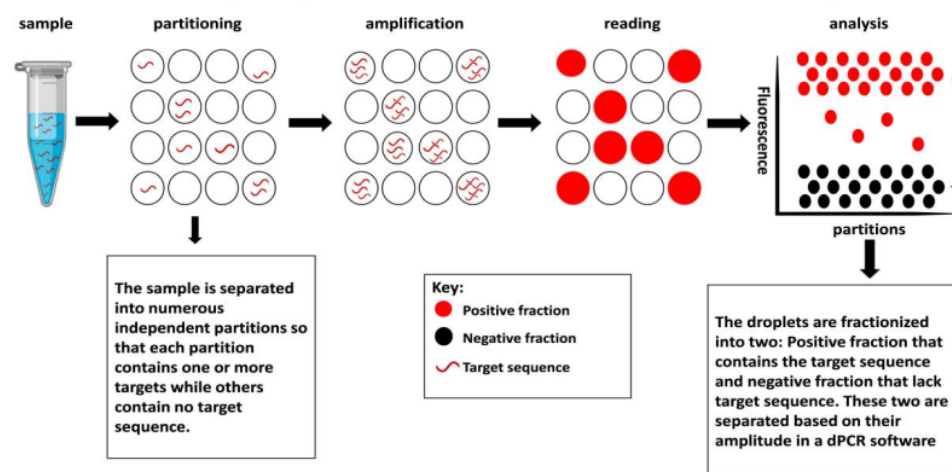 sample
partitioning
amplification
reading
analysis
Fluorescence
partitions
The sample is separated
into numerous
independent partitions so
that each partition
contains one or more
targets while others
contain no target
sequence.
Key:
Positive fraction
Negative fraction
Target sequence
The droplets are fractionized
into two: Positive fraction that
contains the target sequence
and negative fraction that lack
target sequence. These two are
separated based on their
amplitude in a dPCR software